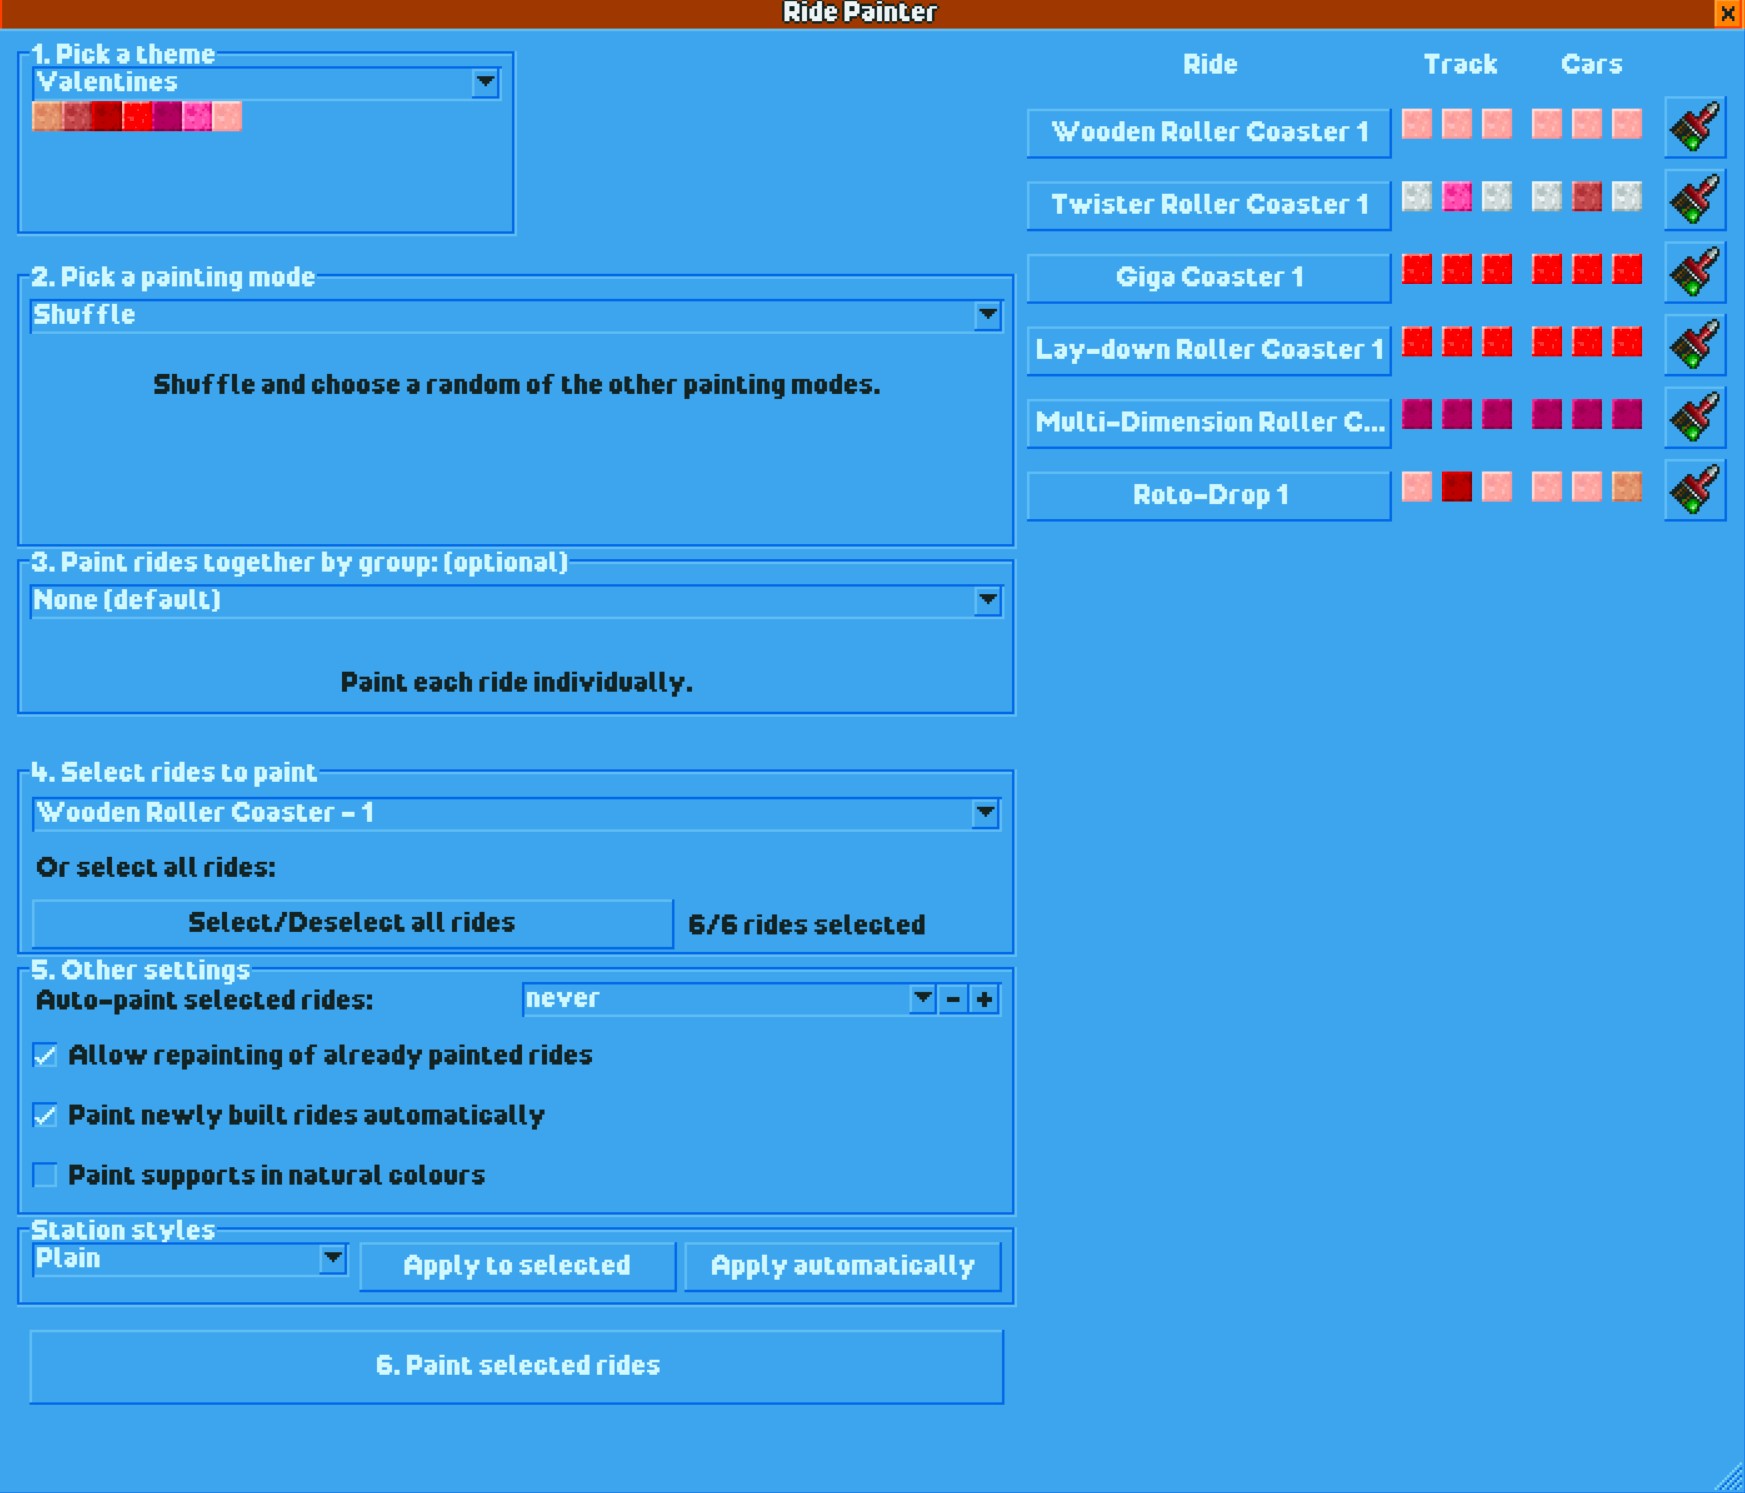 Ride Painter
1. Pick a theme
Valentines
2. Pick a painting mode
Shuffle
Shuffle and choose a random of the other painting modes.
3. Paint rides together by group: (optional)
None (default)
Paint each ride individually.
4. Select rides to paint
Wooden Roller Coaster - 1
Or select all rides:
Select/Deselect all rides
6/6 rides selected
5. Other settings
Auto-paint selected rides:
never
- +
Allow repainting of already painted rides
Paint newly built rides automatically
Paint supports in natural colours
Station styles
Plain
Apply to selected
Apply automatically
6. Paint selected rides
Ride Track Cars
Wooden Roller Coaster 1
Twister Roller Coaster 1
Giga Coaster 1
Lay-down Roller Coaster 1
Multi-Dimension Roller C...
Roto-Drop 1